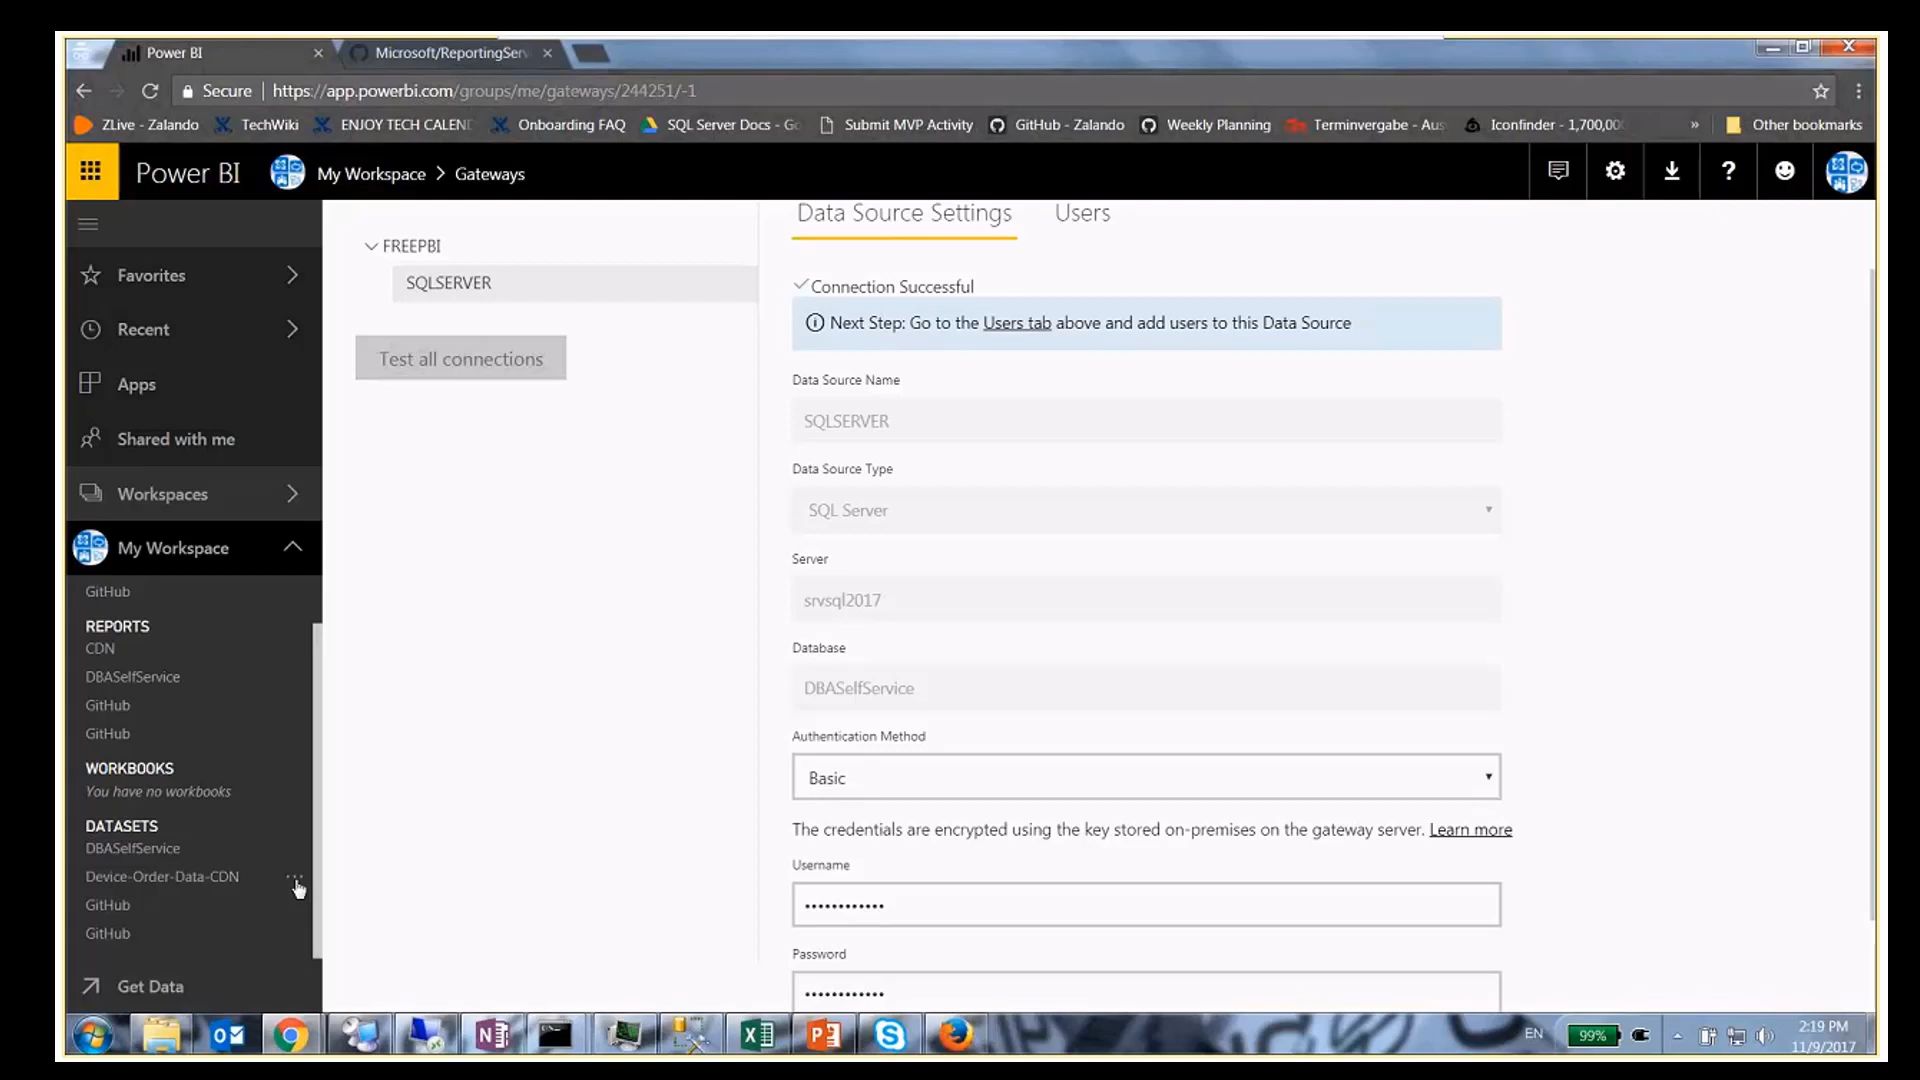 Power BI
Microsoft/ReportingServ
Secure | https://app.powerbi.com/groups/me/gateways/244251/-1
ZLive - Zalando
TechWiki
ENJOY TECH CALEND
Onboarding FAQ
SQL Server Docs - Go
Submit MVP Activity
GitHub - Zalando
Weekly Planning
Terminvergabe - Aus
Iconfinder - 1,700,00
»
Other bookmarks
Power BI
My Workspace > Gateways
Favorites
Recent
Apps
Shared with me
Workspaces
My Workspace
GitHub
REPORTS
CDN
DBASelfService
GitHub
GitHub
WORKBOOKS
You have no workbooks
DATASETS
DBASelfService
Device-Order-Data-CDN
GitHub
GitHub
Get Data
FREEPBI
SQLSERVER
Test all connections
Data Source Settings
Users
Connection Successful
Next Step: Go to the Users tab above and add users to this Data Source
Data Source Name
SQLSERVER
Data Source Type
SQL Server
Server
srvsql2017
Database
DBASelfService
Authentication Method
Basic
The credentials are encrypted using the key stored on-premises on the gateway server. Learn more
Username
••••••••••••
Password
••••••••••••
EN
99%
2:19 PM
11/9/2017